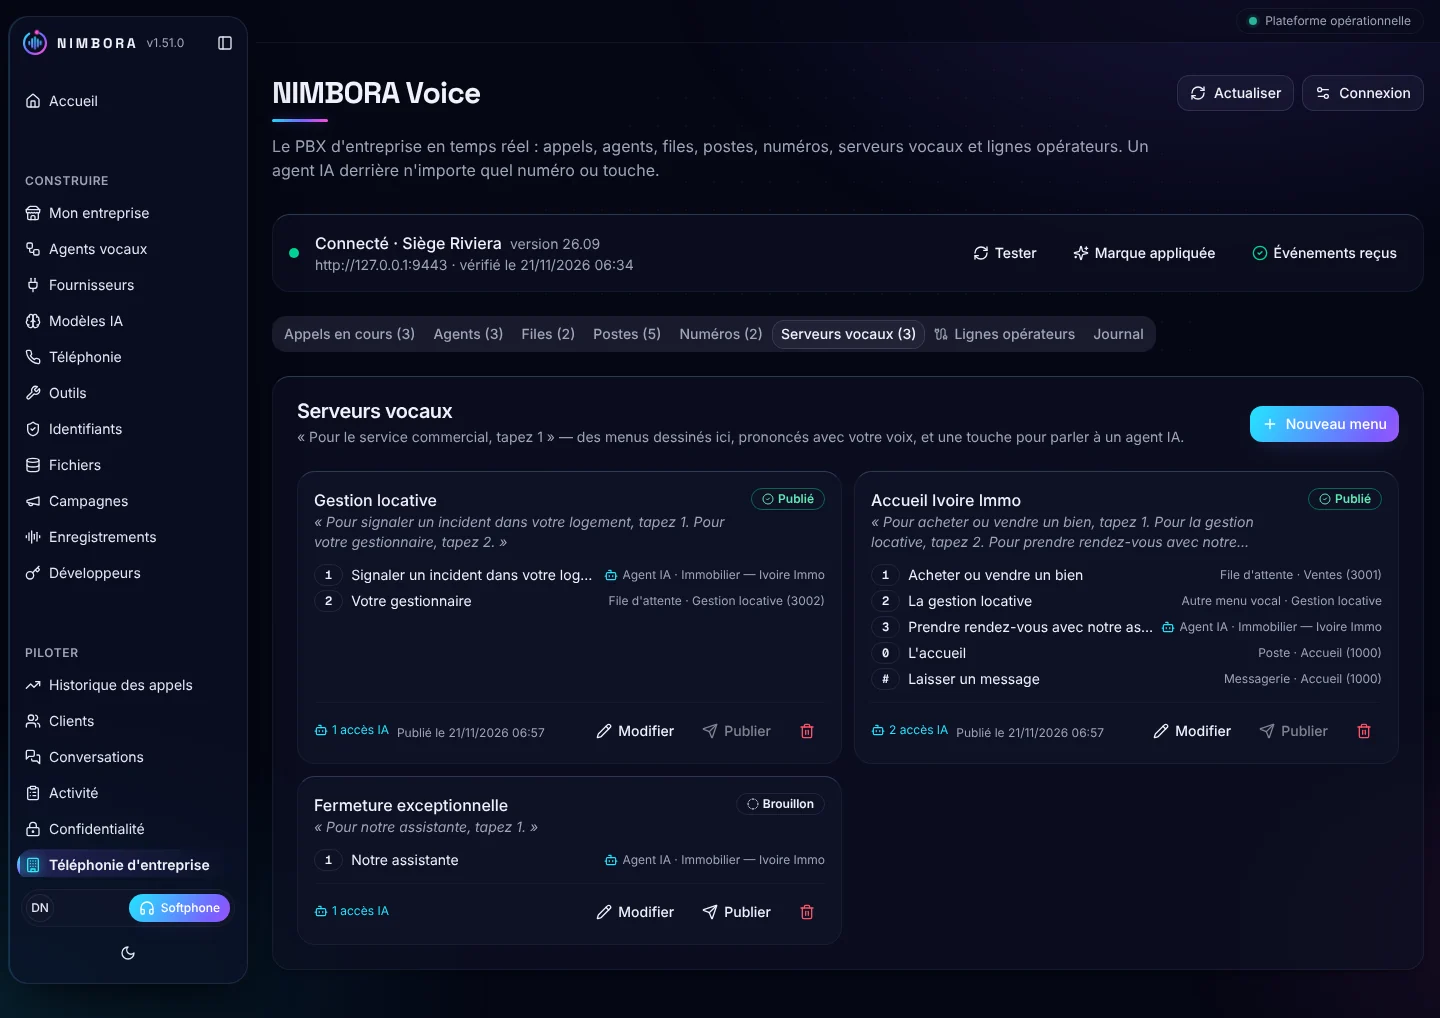 NIMBORA v1.51.0
Plateforme opérationnelle
Accueil
CONSTRUIRE
Mon entreprise
Agents vocaux
Fournisseurs
Modèles IA
Téléphonie
Outils
Identifiants
Fichiers
Campagnes
Enregistrements
Développeurs
PILOTER
Historique des appels
Clients
Conversations
Activité
Confidentialité
Téléphonie d'entreprise
DN
Softphone
NIMBORA Voice
Actualiser
Connexion
Le PBX d'entreprise en temps réel : appels, agents, files, postes, numéros, serveurs vocaux et lignes opérateurs. Un
agent IA derrière n'importe quel numéro ou touche.
Connecté · Siège Riviera version 26.09
http://127.0.0.1:9443 · vérifié le 21/11/2026 06:34
Tester
Marque appliquée
Événements reçus
Appels en cours (3)
Agents (3)
Files (2)
Postes (5)
Numéros (2)
Serveurs vocaux (3)
Lignes opérateurs
Journal
Serveurs vocaux
« Pour le service commercial, tapez 1 » — des menus dessinés ici, prononcés avec votre voix, et une touche pour parler à un agent IA.
Nouveau menu
Gestion locative
Publié
« Pour signaler un incident dans votre logement, tapez 1. Pour
votre gestionnaire, tapez 2. »
1 Signaler un incident dans votre log... Agent IA · Immobilier — Ivoire Immo
2 Votre gestionnaire File d'attente · Gestion locative (3002)
1 accès IA Publié le 21/11/2026 06:57
Modifier
Publier
Accueil Ivoire Immo
Publié
« Pour acheter ou vendre un bien, tapez 1. Pour la gestion
locative, tapez 2. Pour prendre rendez-vous avec notre...
1 Acheter ou vendre un bien File d'attente · Ventes (3001)
2 La gestion locative Autre menu vocal · Gestion locative
3 Prendre rendez-vous avec notre as... Agent IA · Immobilier — Ivoire Immo
0 L'accueil Poste · Accueil (1000)
# Laisser un message Messagerie · Accueil (1000)
2 accès IA Publié le 21/11/2026 06:57
Modifier
Publier
Fermeture exceptionnelle
Brouillon
« Pour notre assistante, tapez 1. »
1 Notre assistante Agent IA · Immobilier — Ivoire Immo
1 accès IA
Modifier
Publier